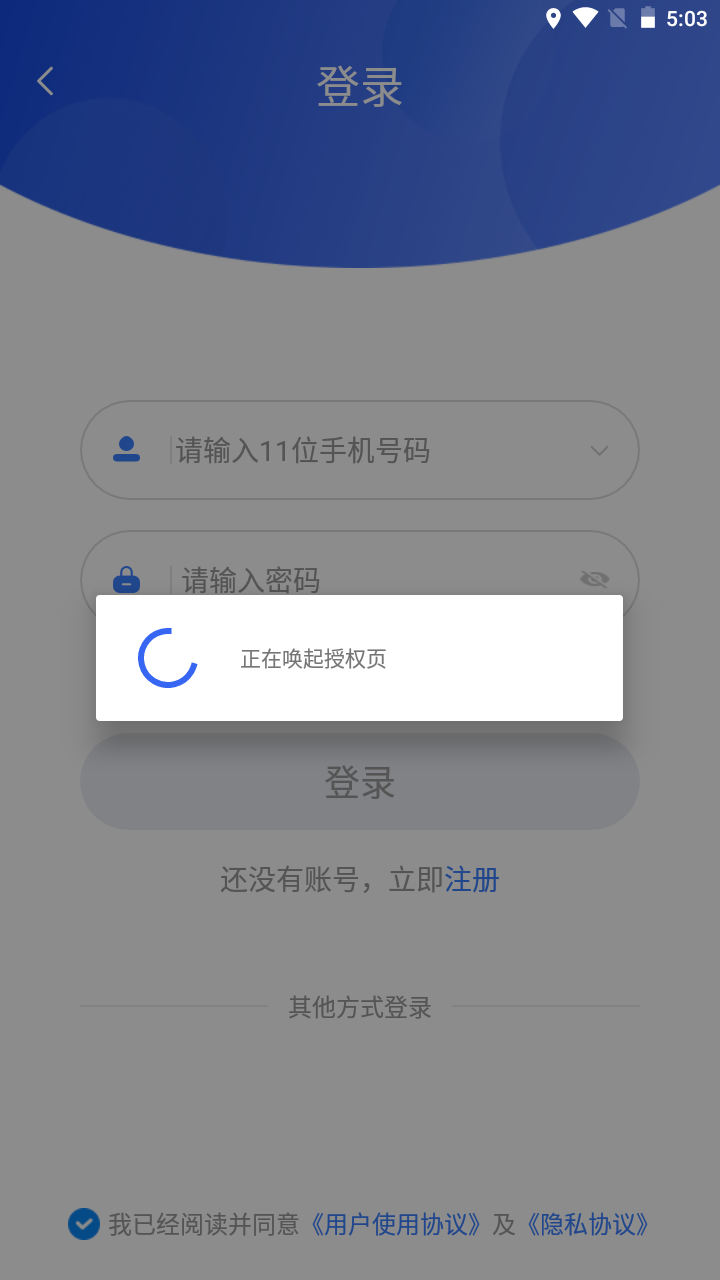 5:03
登录
请输入11位手机号码
请输入密码
正在唤起授权页
登录
还没有账号，立即注册
其他方式登录
我已经阅读并同意《用户使用协议》及《隐私协议》